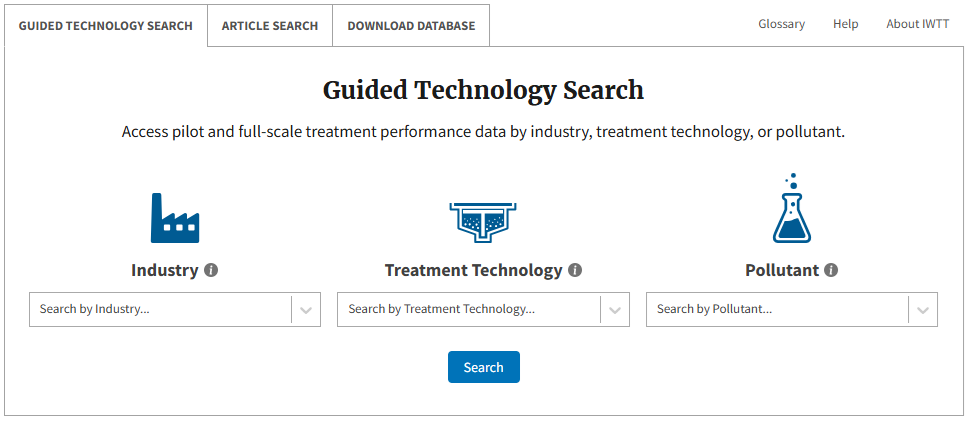 GUIDED TECHNOLOGY SEARCH ARTICLE SEARCH DOWNLOAD DATABASE Glossary Help About IWTT
Guided Technology Search
Access pilot and full-scale treatment performance data by industry, treatment technology, or pollutant.
Industry i Treatment Technology i Pollutant i
Search by Industry... Search by Treatment Technology... Search by Pollutant...
Search